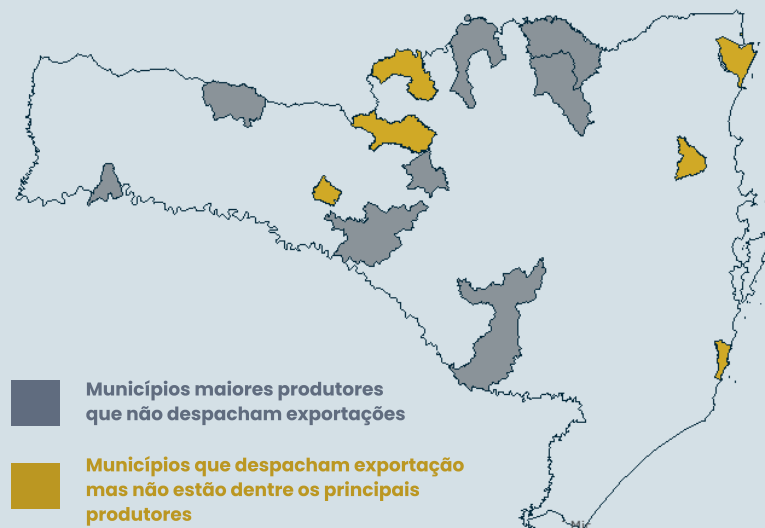 Municípios maiores produtores
que não despacham exportações
Municípios que despacham exportação
mas não estão dentre os principais
produtores